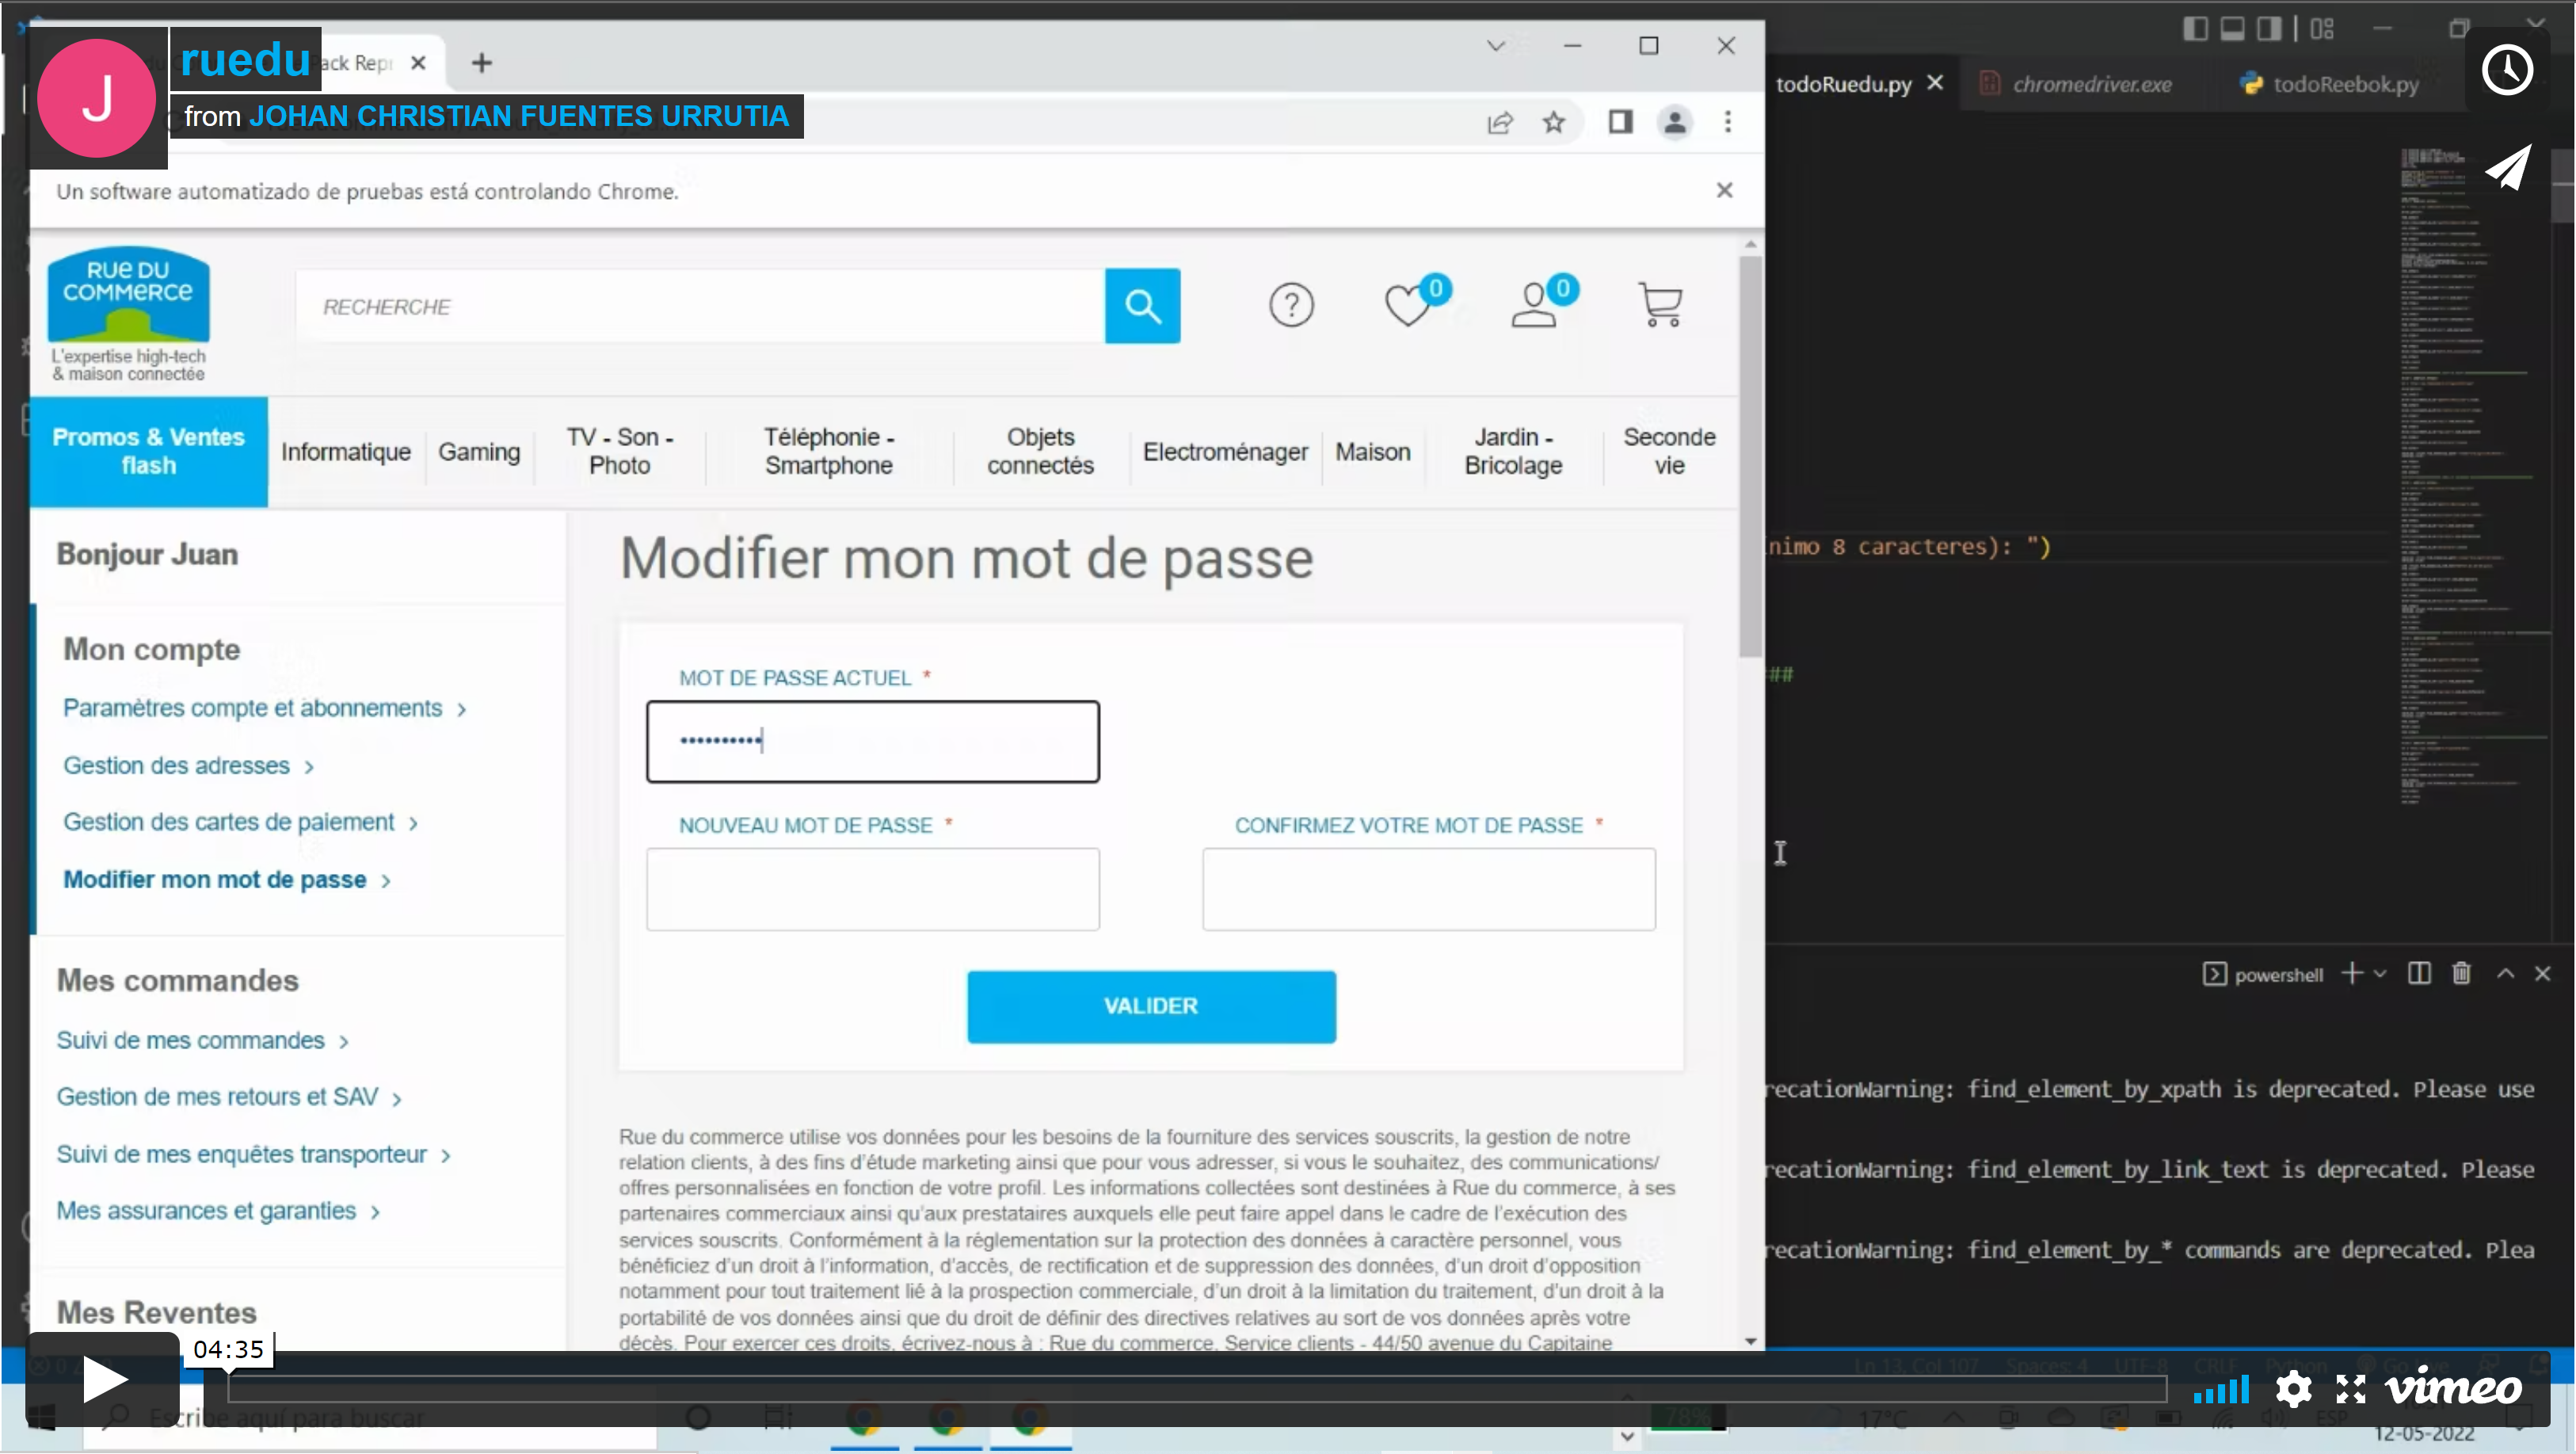 ruedu
ack Repr
J
from JOHAN CHRISTIAN FUENTES URRUTIA
todoRuedu.py
chromedriver.exe
todoReebok.py
Un software automatizado de pruebas está controlando Chrome.
RUE DU
COMMERCE
L'expertise high-tech
& maison connectée
RECHERCHE
?
0
0
Promos & Ventes
flash
Informatique
Gaming
TV - Son -
Photo
Téléphonie -
Smartphone
Objets
connectés
Electroménager
Maison
Jardin -
Bricolage
Seconde
vie
nimo 8 caracteres): ")
##
Bonjour Juan
Mon compte
Paramètres compte et abonnements >
Gestion des adresses >
Gestion des cartes de paiement >
Modifier mon mot de passe >
Mes commandes
Suivi de mes commandes >
Gestion de mes retours et SAV >
Suivi de mes enquêtes transporteur >
Mes assurances et garanties >
Mes Reventes
Modifier mon mot de passe
MOT DE PASSE ACTUEL *
••••••••••
NOUVEAU MOT DE PASSE *
CONFIRMEZ VOTRE MOT DE PASSE *
VALIDER
Rue du commerce utilise vos données pour les besoins de la fourniture des services souscrits, la gestion de notre
relation clients, à des fins d'étude marketing ainsi que pour vous adresser, si vous le souhaitez, des communications/
offres personnalisées en fonction de votre profil. Les informations collectées sont destinées à Rue du commerce, à ses
partenaires commerciaux ainsi qu'aux prestataires auxquels elle peut faire appel dans le cadre de l'exécution des
services souscrits. Conformément à la réglementation sur la protection des données à caractère personnel, vous
bénéficiez d'un droit à l'information, d'accès, de rectification et de suppression des données, d'un droit d'opposition
notamment pour tout traitement lié à la prospection commerciale, d'un droit à la limitation du traitement, d'un droit à la
portabilité de vos données ainsi que du droit de définir des directives relatives au sort de vos données après votre
décès. Pour exercer ces droits, écrivez-nous à : Rue du commerce, Service clients - 44/50 avenue du Capitaine
powershell
recationWarning: find_element_by_xpath is deprecated. Please use
recationWarning: find_element_by_link_text is deprecated. Please
recationWarning: find_element_by_* commands are deprecated. Plea
04:35
Ln 13, Col 107
Spaces: 4
UTF-8
CRLF
Python
Go Live
vimeo
Escribe aquí para buscar
78%
17°C
ESP
12-05-2022